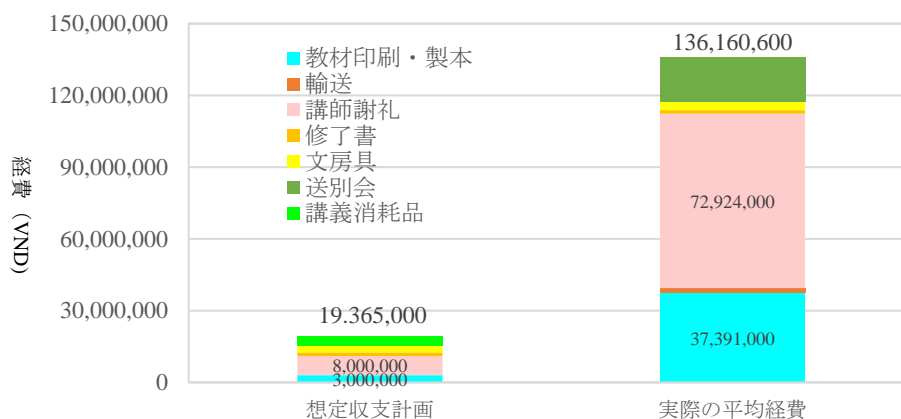 150,000,000
120,000,000
90,000,000
60,000,000
30,000,000
0
経費（VND）
教材印刷・製本
輸送
講師謝礼
修了書
文房具
送別会
講義消耗品
19.365,000
8,000,000
3,000,000
136,160,600
72,924,000
37,391,000
想定収支計画
実際の平均経費